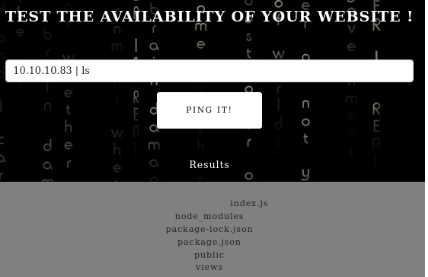 TEST THE AVAILABILITY OF YOUR WEBSITE !
10.10.10.83 | ls
PING IT!
Results
index.js
node_modules
package-lock.json
package.json
public
views